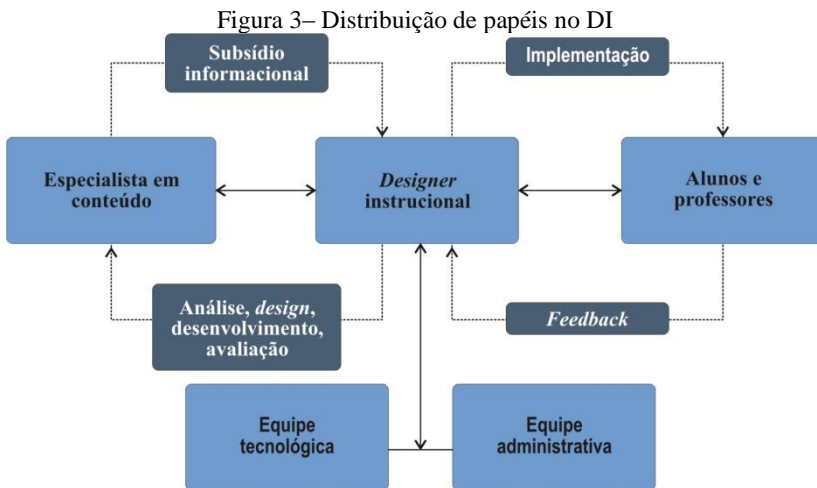 Figura 3– Distribuição de papéis no DI
Subsídio
informacional
Implementação
Especialista em
conteúdo
Designer
instrucional
Alunos e
professores
Análise, design,
desenvolvimento,
avaliação
Feedback
Equipe
tecnológica
Equipe
administrativa